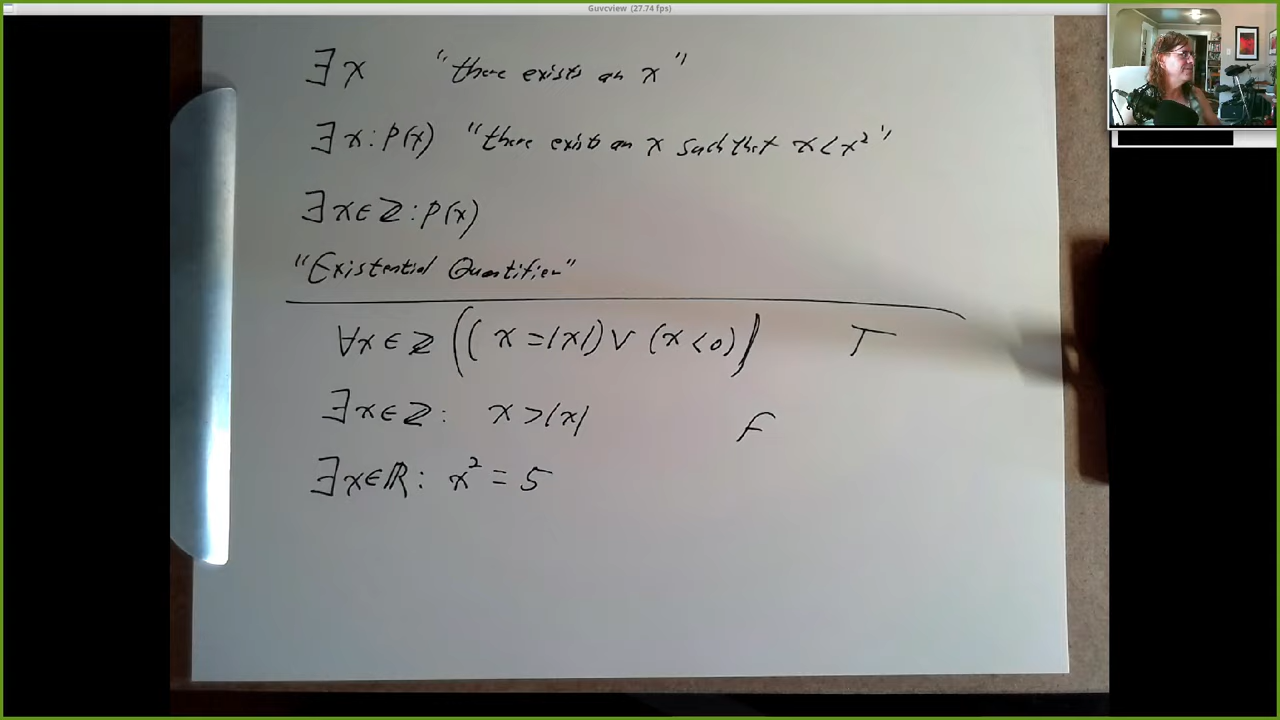 Guvcview (27.74 fps)
∃x "there exists an x"
∃x: P(x) "there exists an x such that x<x²"
∃x∈ℤ: P(x)
"Existential Quantifier"
∀x∈ℤ ((x=|x|)∨(x<0)) T
∃x∈ℤ: x>|x| F
∃x∈ℝ: x²=5